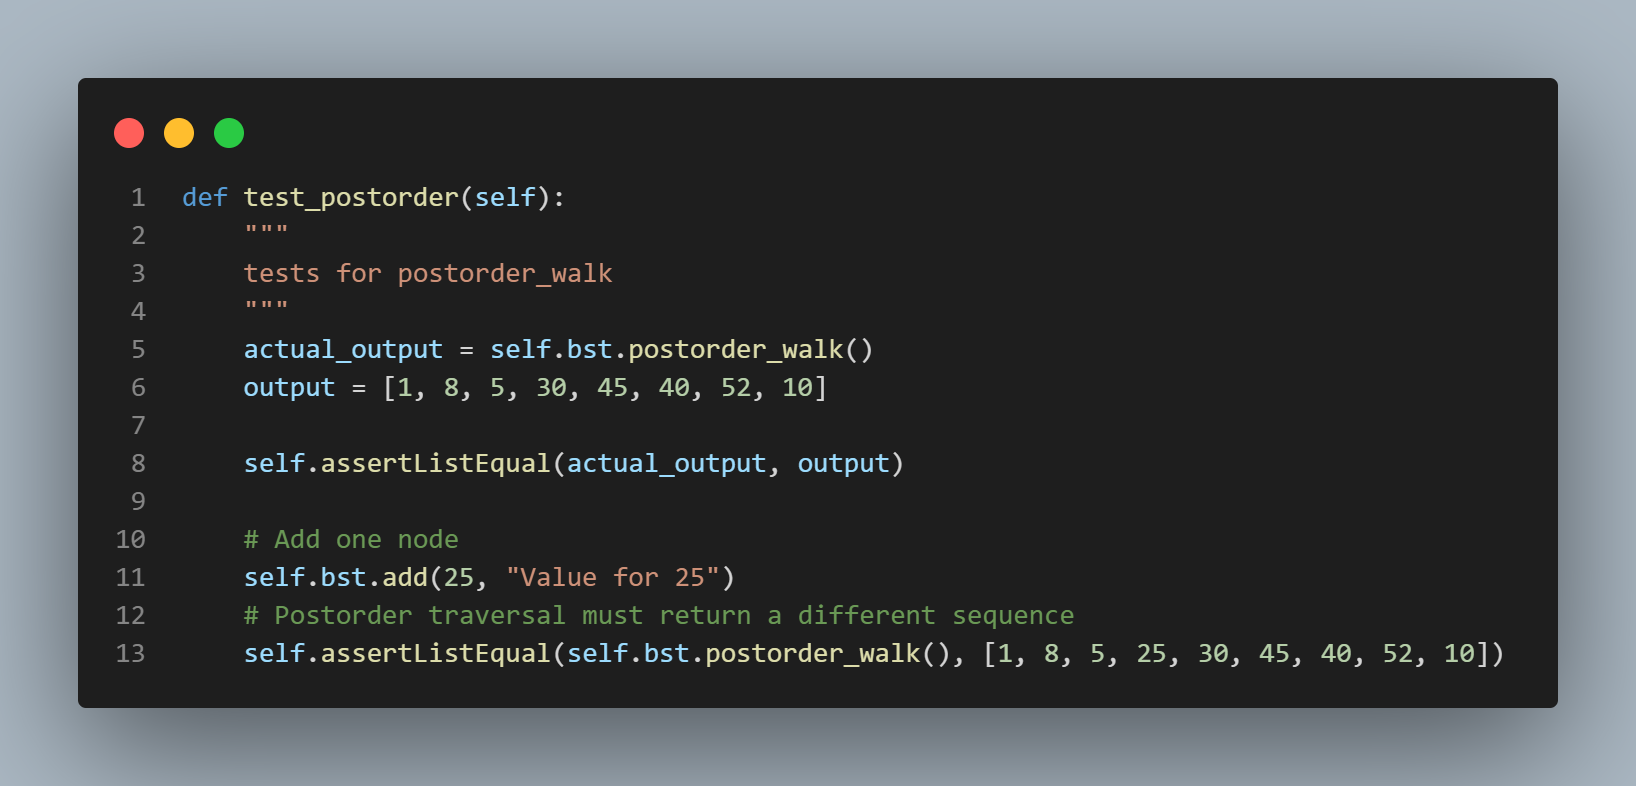 1 def test_postorder(self):
2     """
3     tests for postorder_walk
4     """
5     actual_output = self.bst.postorder_walk()
6     output = [1, 8, 5, 30, 45, 40, 52, 10]
7
8     self.assertListEqual(actual_output, output)
9
10     # Add one node
11     self.bst.add(25, "Value for 25")
12     # Postorder traversal must return a different sequence
13     self.assertListEqual(self.bst.postorder_walk(), [1, 8, 5, 25, 30, 45, 40, 52, 10])